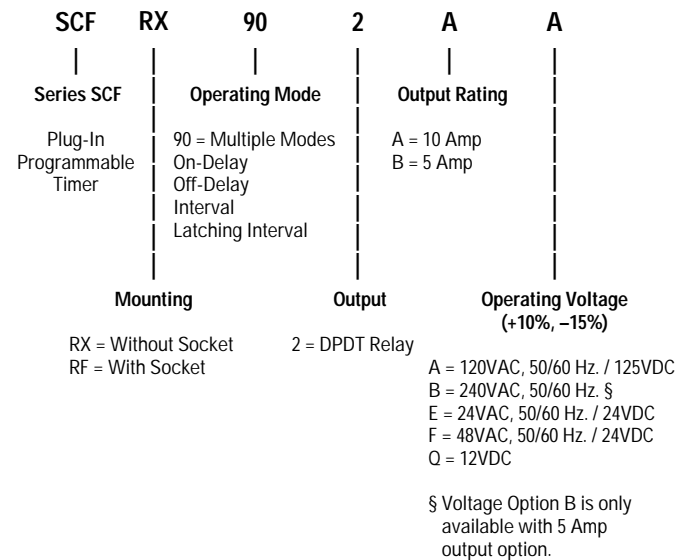 SCF RX 90 2 A A
Series SCF
Plug-In
Programmable
Timer
Operating Mode
90 = Multiple Modes
On-Delay
Off-Delay
Interval
Latching Interval
Output Rating
A = 10 Amp
B = 5 Amp
Mounting
RX = Without Socket
RF = With Socket
Output
2 = DPDT Relay
Operating Voltage
(+10%, –15%)
A = 120VAC, 50/60 Hz. / 125VDC
B = 240VAC, 50/60 Hz. §
E = 24VAC, 50/60 Hz. / 24VDC
F = 48VAC, 50/60 Hz. / 24VDC
Q = 12VDC
§ Voltage Option B is only
available with 5 Amp
output option.